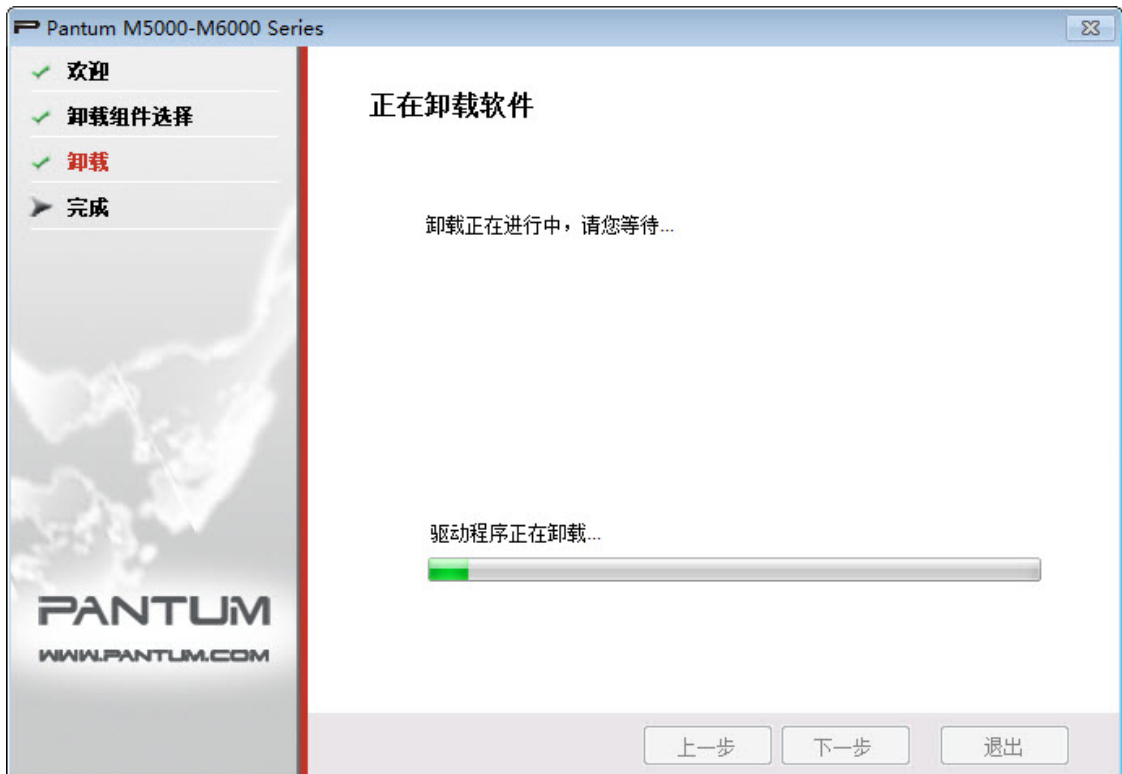 Pantum M5000-M6000 Series
欢迎
卸载组件选择
卸载
完成
正在卸载软件
卸载正在进行中，请您等待...
驱动程序正在卸载...
PANTUM
WWW.PANTUM.COM
上一步
下一步
退出